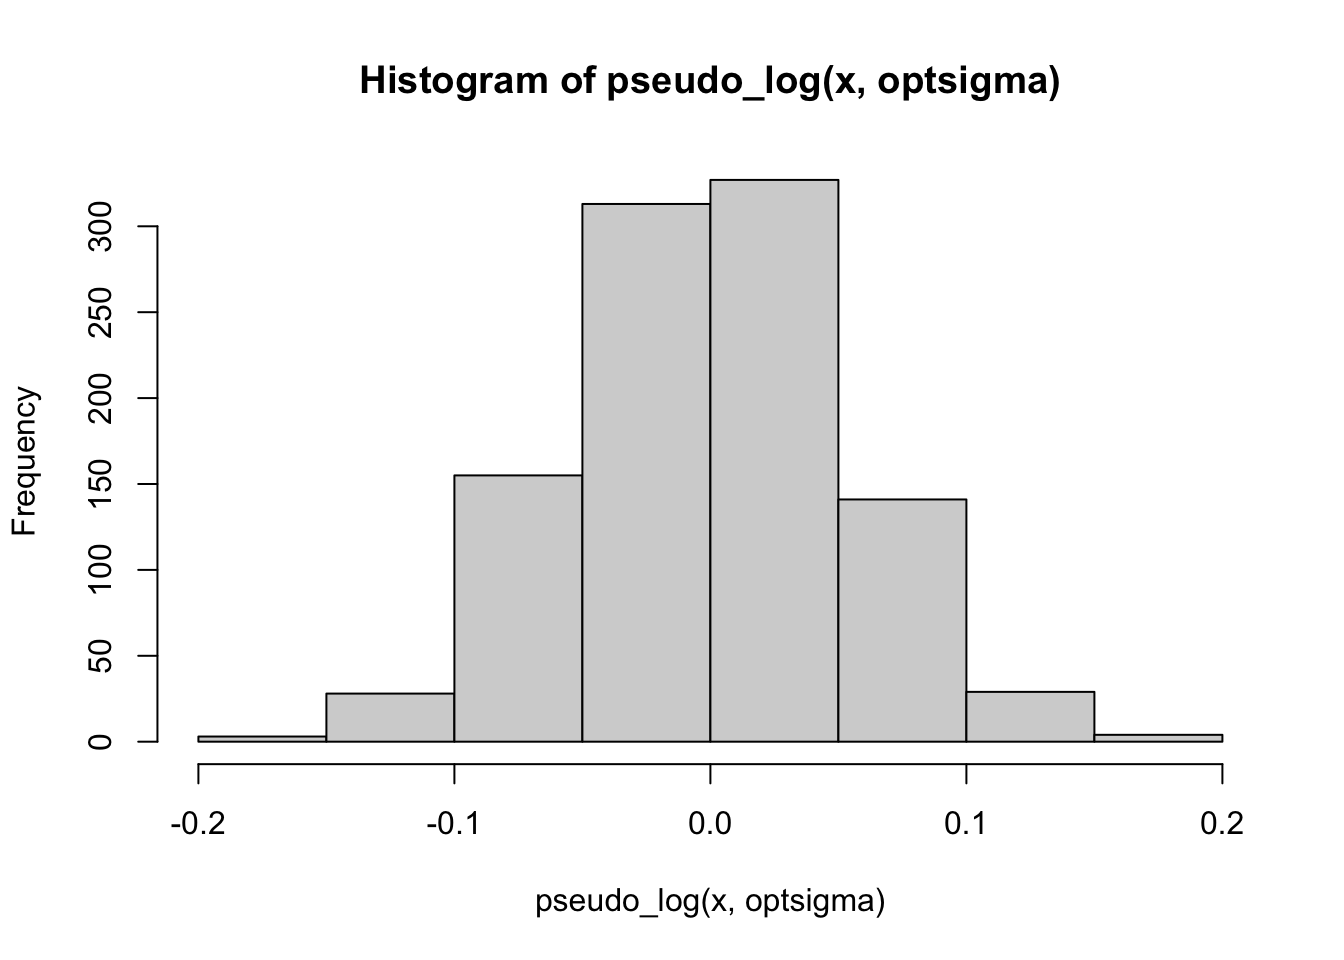 Histogram of pseudo_log(x, optsigma)
Frequency
300
250
200
150
100
50
0
-0.2 -0.1 0.0 0.1 0.2
pseudo_log(x, optsigma)